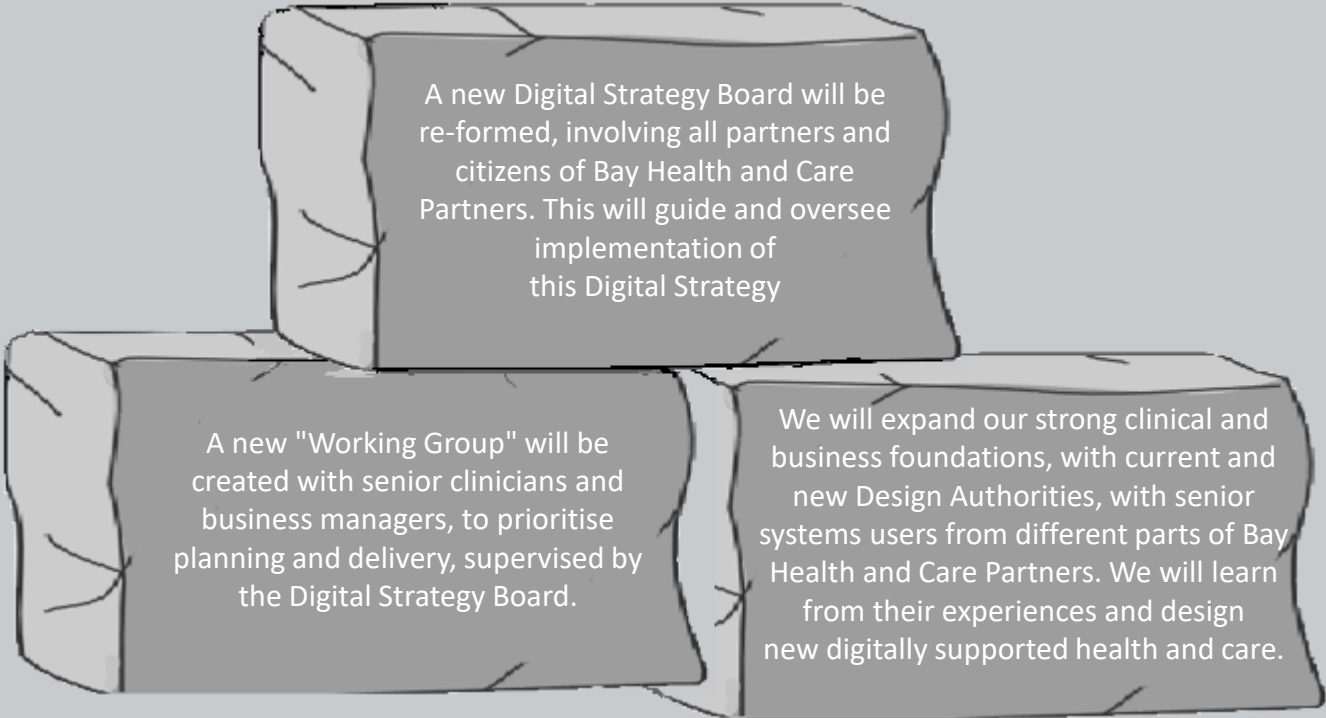 A new Digital Strategy Board will be
re-formed, involving all partners and
citizens of Bay Health and Care
Partners. This will guide and oversee
implementation of
this Digital Strategy
A new "Working Group" will be
created with senior clinicians and
business managers, to prioritise
planning and delivery, supervised by
the Digital Strategy Board.
We will expand our strong clinical and
business foundations, with current and
new Design Authorities, with senior
systems users from different parts of Bay
Health and Care Partners. We will learn
from their experiences and design
new digitally supported health and care.